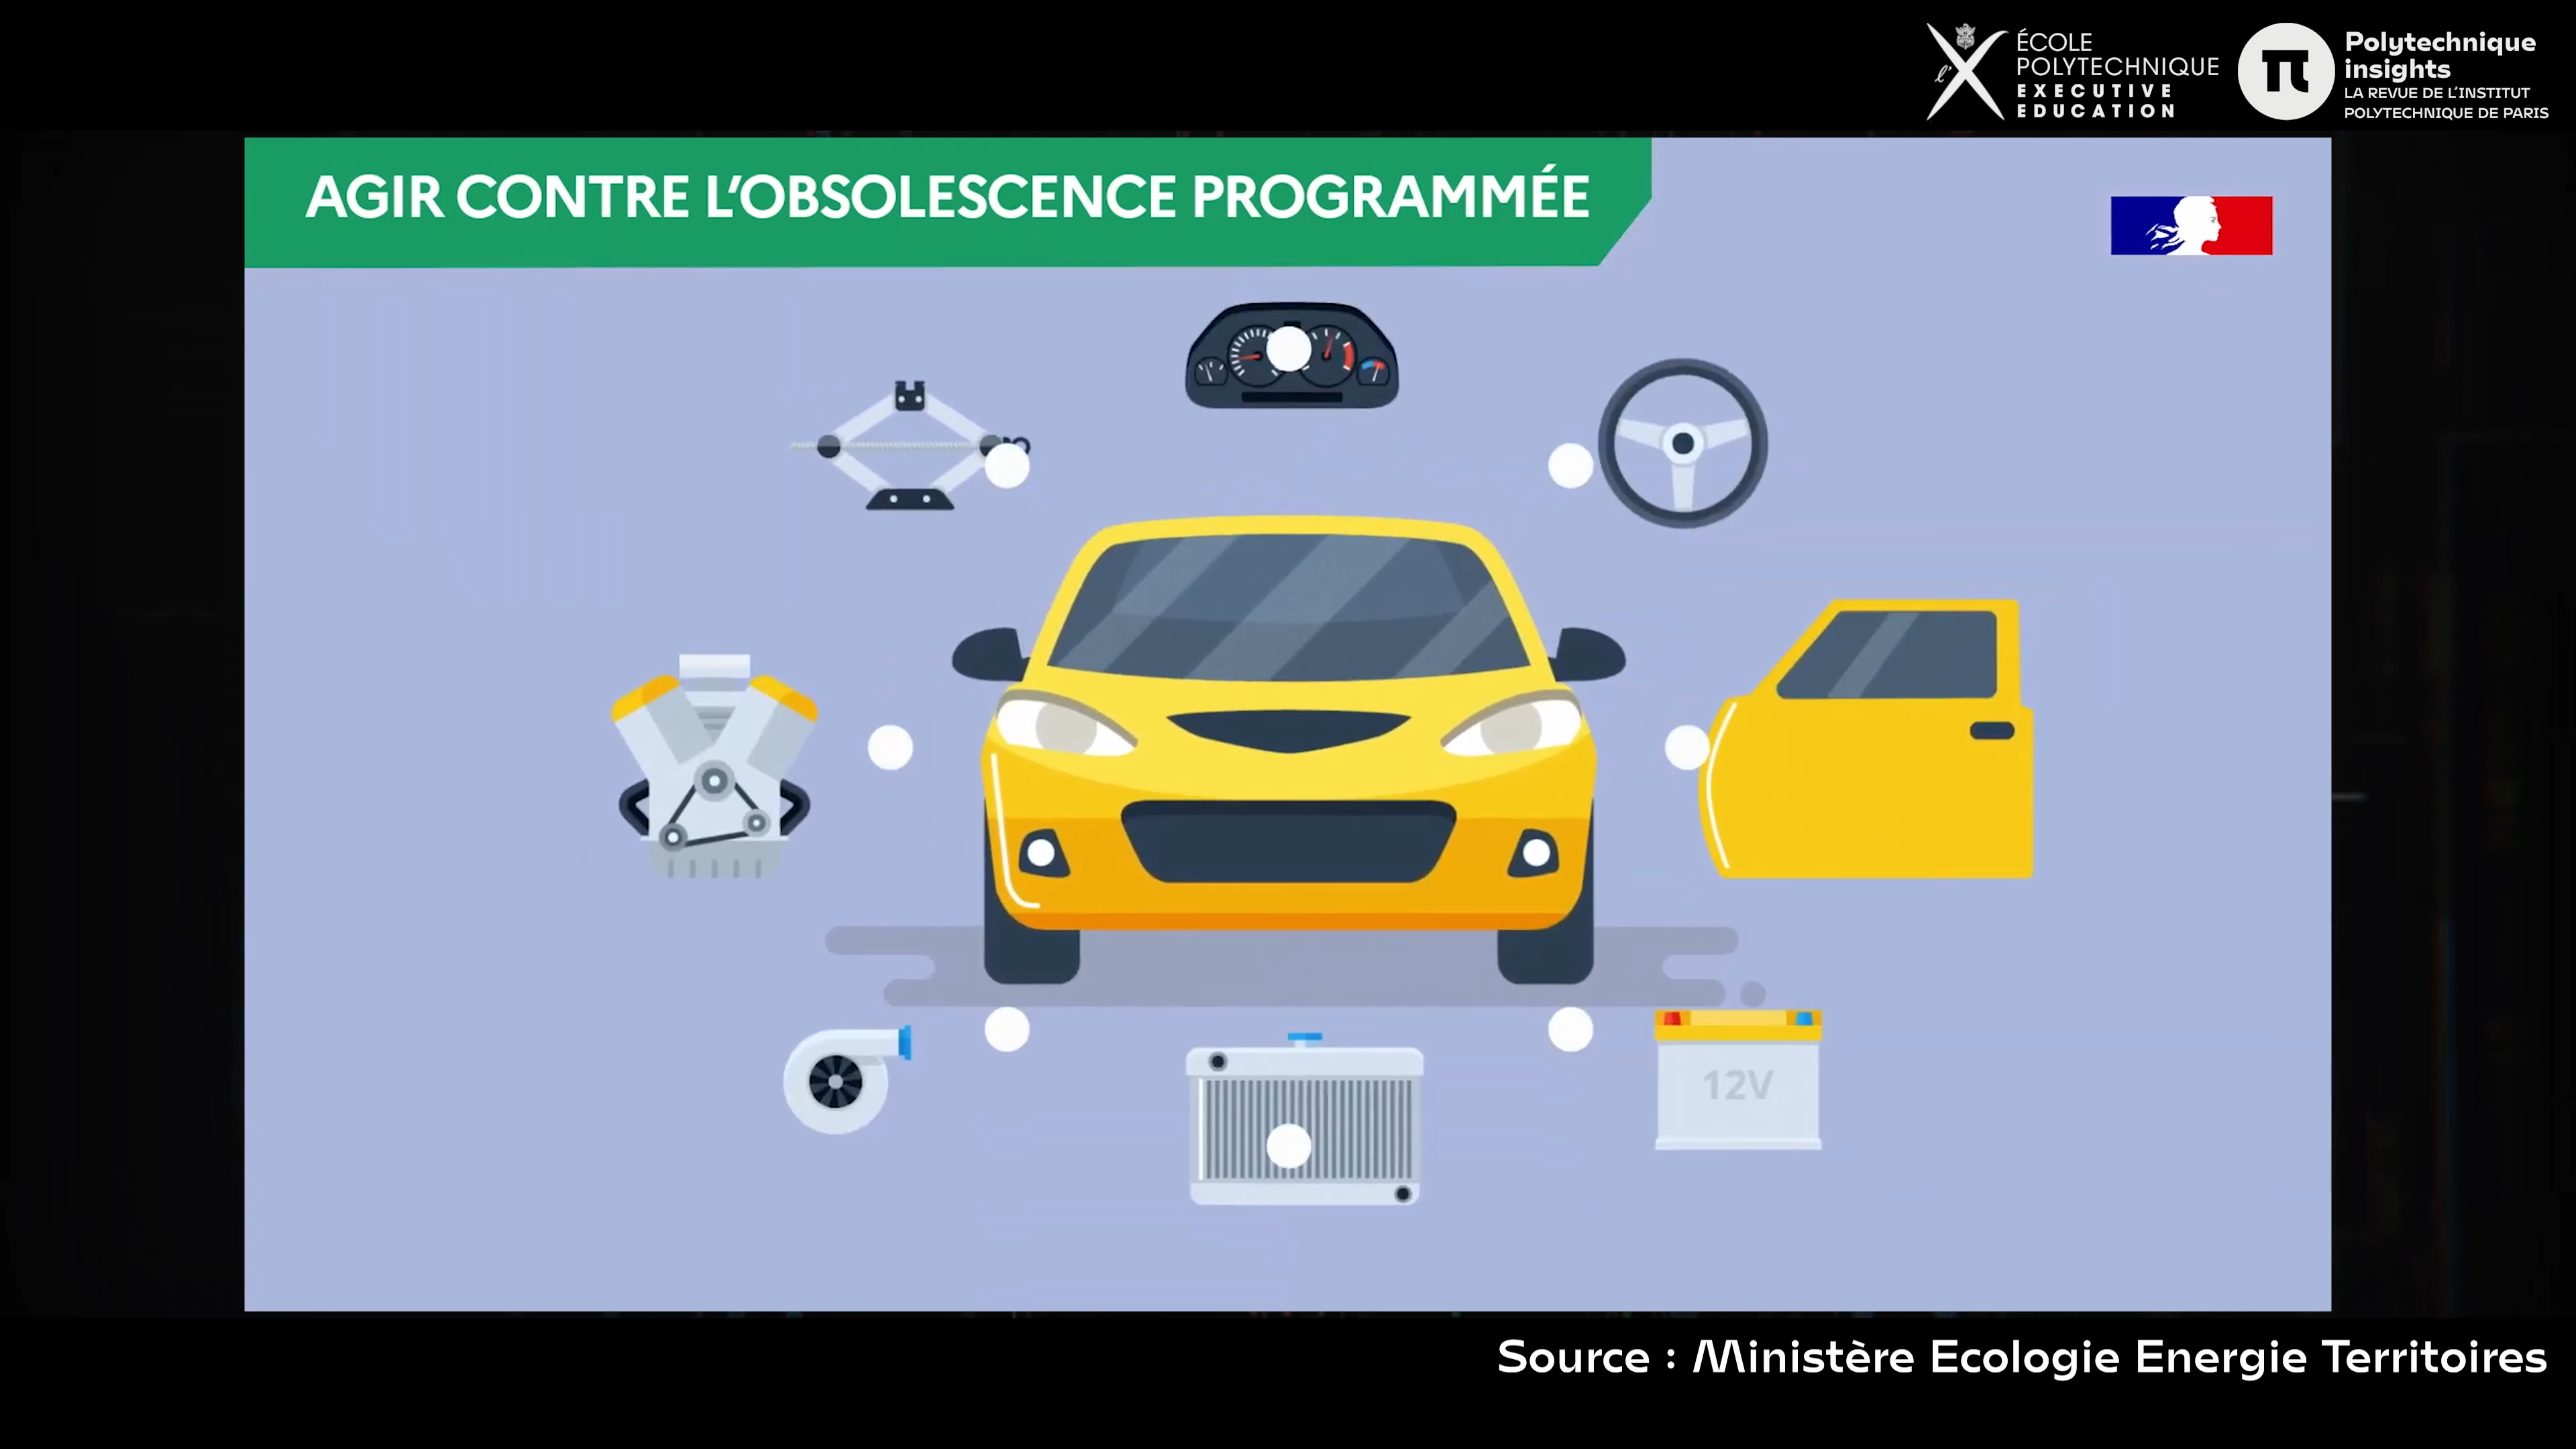 ÉCOLE
POLYTECHNIQUE
EXECUTIVE
EDUCATION
Polytechnique
insights
LA REVUE DE L'INSTITUT
POLYTECHNIQUE DE PARIS
AGIR CONTRE L'OBSOLESCENCE PROGRAMMÉE
12V
Source : Ministère Ecologie Energie Territoires